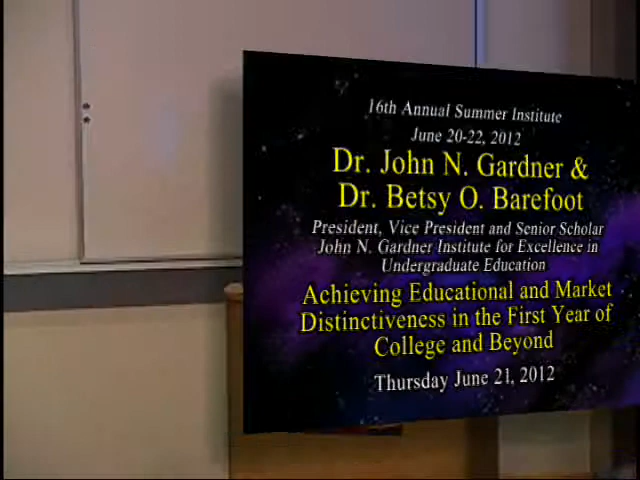 16th Annual Summer Institute
June 20-22, 2012
Dr. John N. Gardner &
Dr. Betsy O. Barefoot
President, Vice President and Senior Scholar
John N. Gardner Institute for Excellence in
Undergraduate Education
Achieving Educational and Market
Distinctiveness in the First Year of
College and Beyond
Thursday June 21, 2012